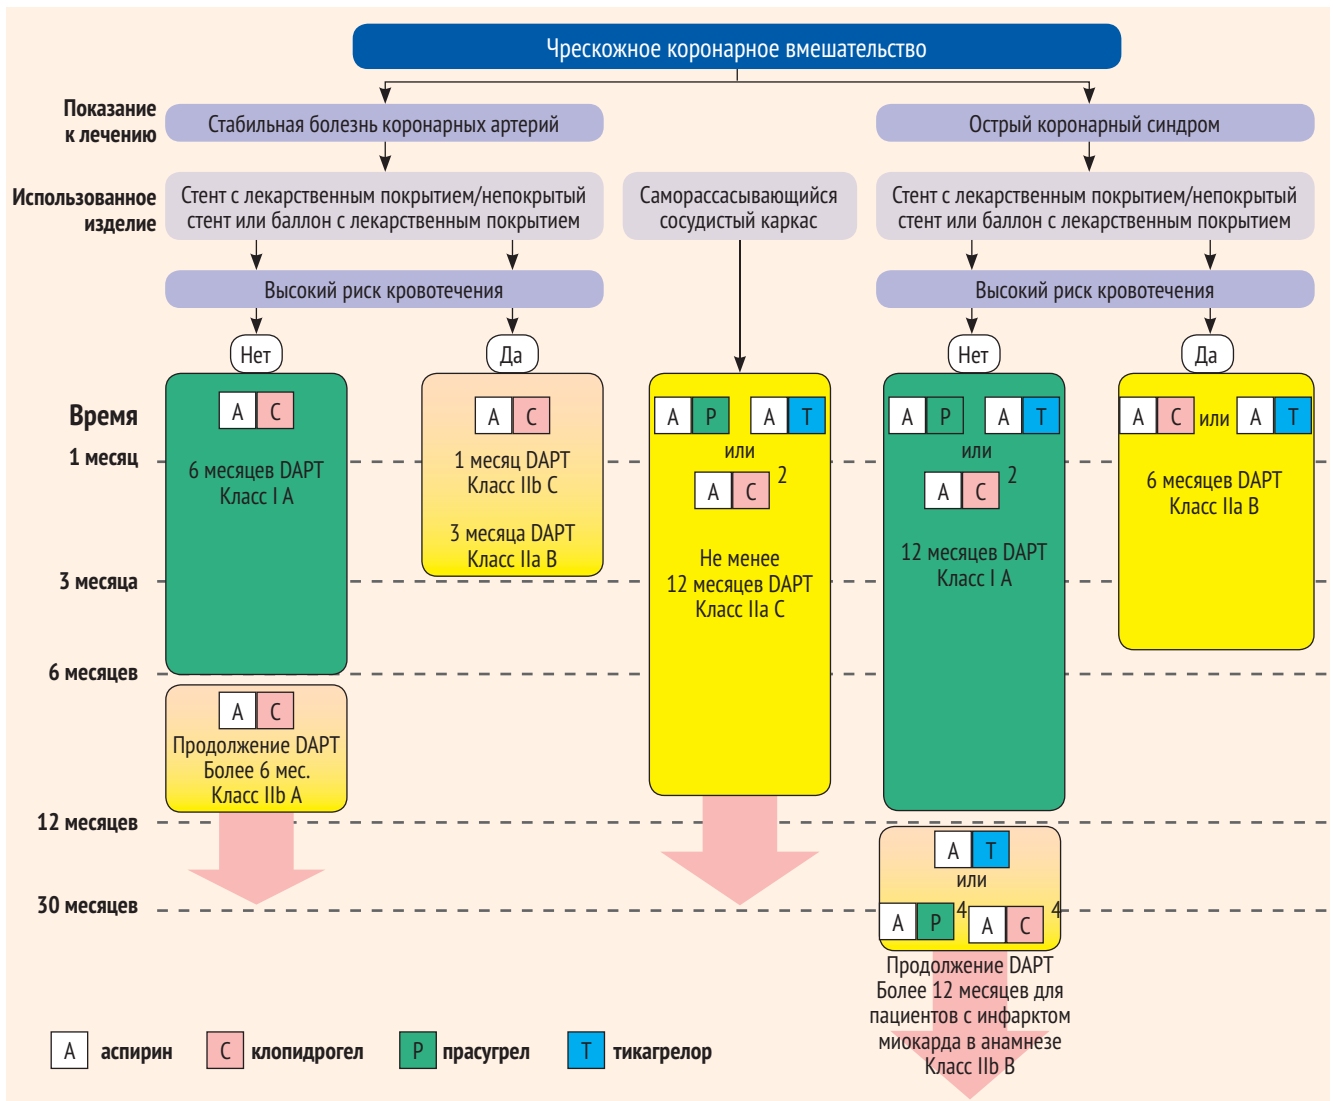 Чрескожное коронарное вмешательство
Показание
к лечению
Стабильная болезнь коронарных артерий
Острый коронарный синдром
Использованное
изделие
Стент с лекарственным покрытием/непокрытый
стент или баллон с лекарственным покрытием
Саморассасывающийся
сосудистый каркас
Стент с лекарственным покрытием/непокрытый
стент или баллон с лекарственным покрытием
Высокий риск кровотечения
Высокий риск кровотечения
Нет
Да
Нет
Да
Время
1 месяц
3 месяца
6 месяцев
12 месяцев
30 месяцев
A C
6 месяцев DAPT
Класс I A
A C
Продолжение DAPT
Более 6 мес.
Класс IIb A
A C
1 месяц DAPT
Класс IIb C
3 месяца DAPT
Класс IIa B
A P A T
или
A C 2
Не менее
12 месяцев DAPT
Класс IIa C
A P A T
или
A C 2
12 месяцев DAPT
Класс I A
A T
или
A P 4 A C 4
Продолжение DAPT
Более 12 месяцев для
пациентов с инфарктом
миокарда в анамнезе
Класс IIb B
A C или A T
6 месяцев DAPT
Класс IIa B
A аспирин C клопидрогел P прасугрел T тикагрелор